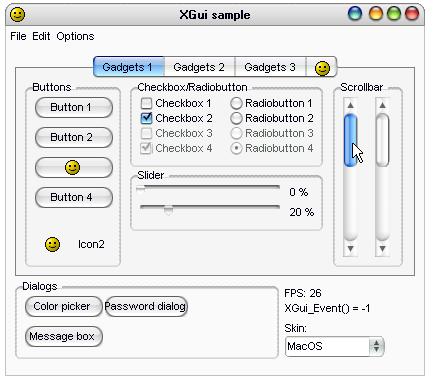 XGui sample
File Edit Options
Gadgets 1 Gadgets 2 Gadgets 3
Buttons
Button 1
Button 2
Button 4
Icon2
Checkbox/Radiobutton
Checkbox 1 Radiobutton 1
Checkbox 2 Radiobutton 2
Checkbox 3 Radiobutton 3
Checkbox 4 Radiobutton 4
Slider
0 %
20 %
Scrollbar
Dialogs
Color picker Password dialog
Message box
FPS: 26
XGui_Event() = -1
Skin:
MacOS